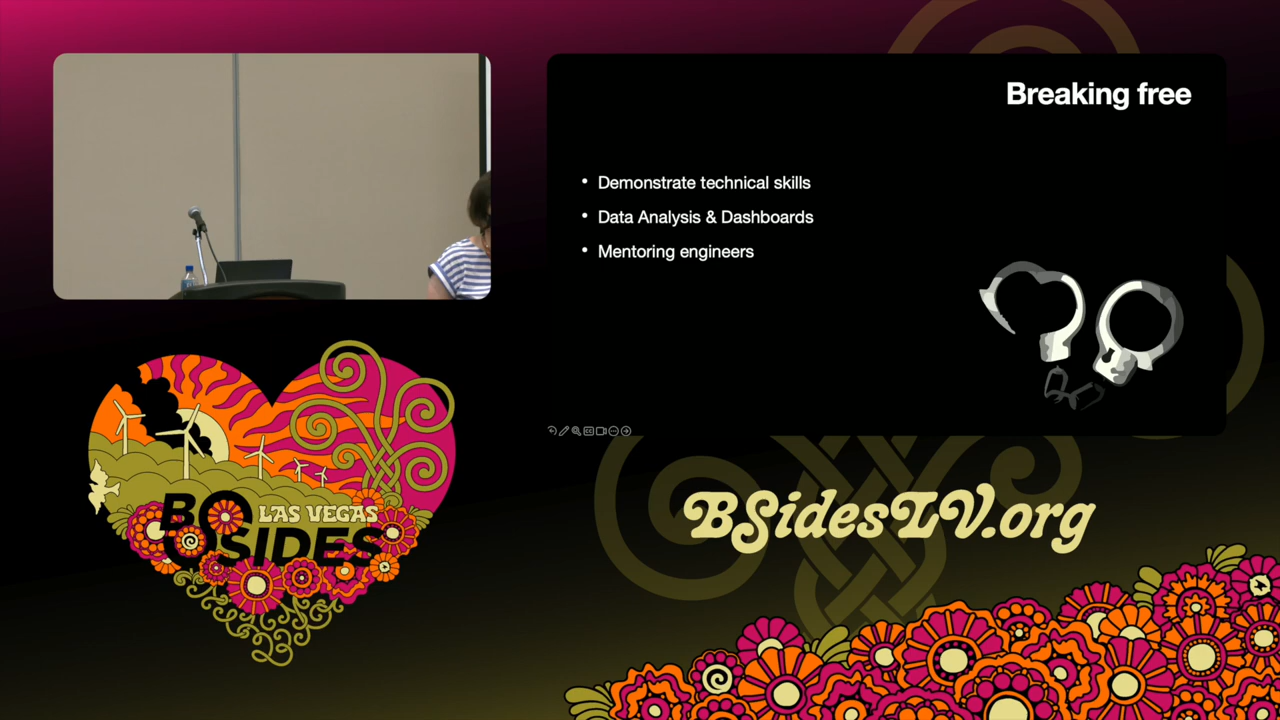 Breaking free
Demonstrate technical skills
Data Analysis & Dashboards
Mentoring engineers
LAS VEGAS
BSIDES
BSidesLV.org